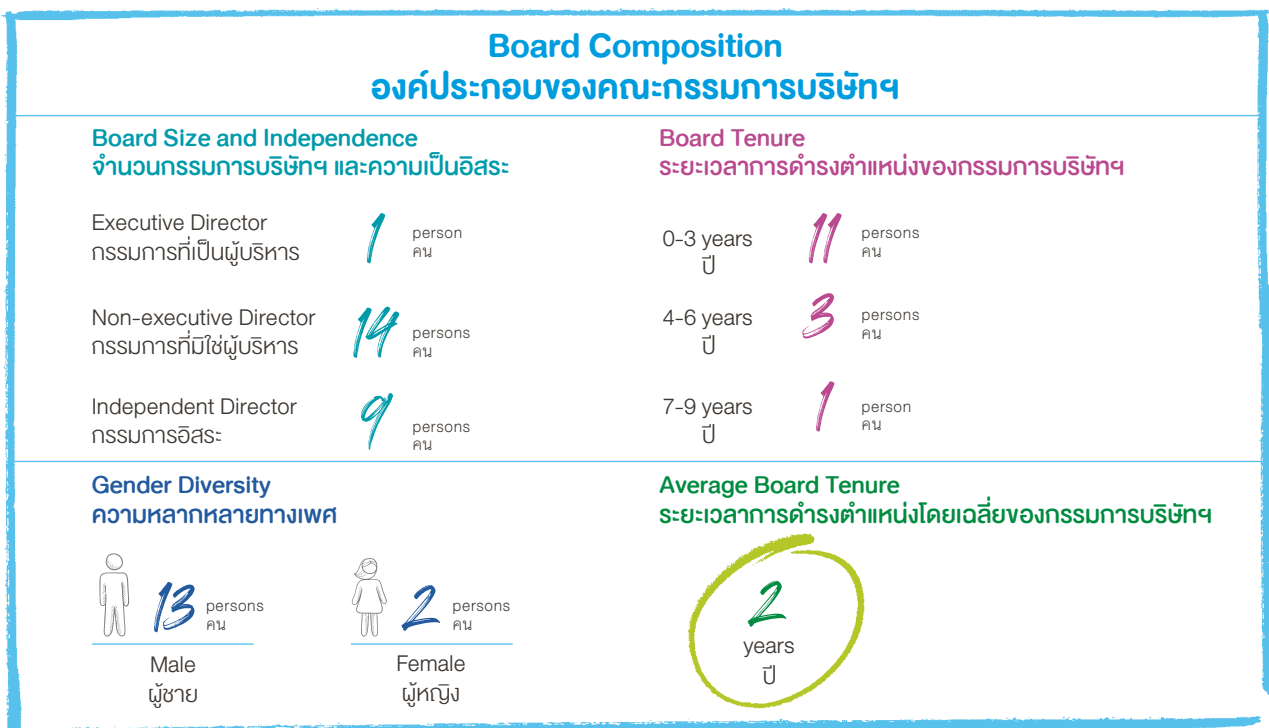 Board Composition
องค์ประกอบของคณะกรรมการบริษัทฯ
Board Size and Independence
จำนวนกรรมการบริษัทฯ และความเป็นอิสระ
Executive Director
กรรมการที่เป็นผู้บริหาร
1
person
คน
Non-executive Director
กรรมการที่มิใช่ผู้บริหาร
14
persons
คน
Independent Director
กรรมการอิสระ
9
persons
คน
Board Tenure
ระยะเวลาการดำรงตำแหน่งของกรรมการบริษัทฯ
0-3 years
ปี
11
persons
คน
4-6 years
ปี
3
persons
คน
7-9 years
ปี
1
person
คน
Gender Diversity
ความหลากหลายทางเพศ
13
persons
คน
Male
ผู้ชาย
2
persons
คน
Female
ผู้หญิง
Average Board Tenure
ระยะเวลาการดำรงตำแหน่งโดยเฉลี่ยของกรรมการบริษัทฯ
2
years
ปี